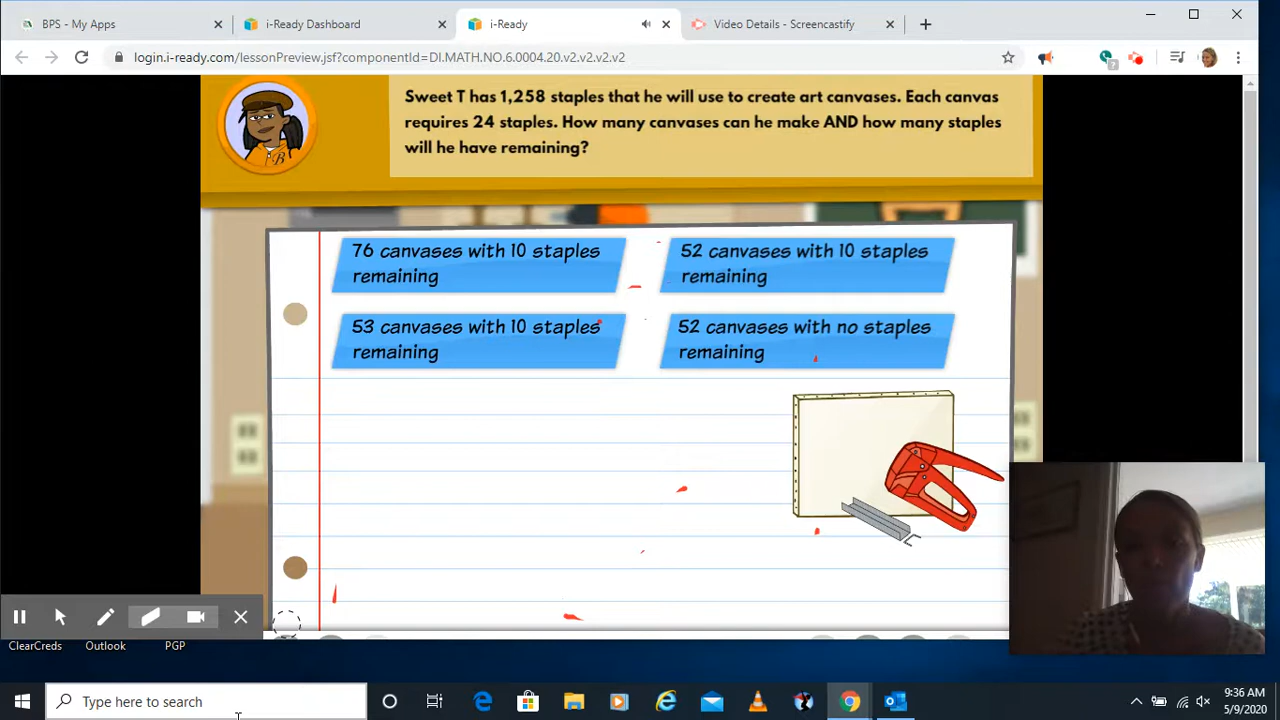 BPS - My Apps
i-Ready Dashboard
i-Ready
Video Details - Screencastify
login.i-ready.com/lessonPreview.jsf?componentId=DI.MATH.NO.6.0004.20.v2.v2.v2.v2
Sweet T has 1,258 staples that he will use to create art canvases. Each canvas
requires 24 staples. How many canvases can he make AND how many staples
will he have remaining?
B
76 canvases with 10 staples
remaining
52 canvases with 10 staples
remaining
53 canvases with 10 staples
remaining
52 canvases with no staples
remaining
ClearCreds
Outlook
PGP
Type here to search
9:36 AM
5/9/2020